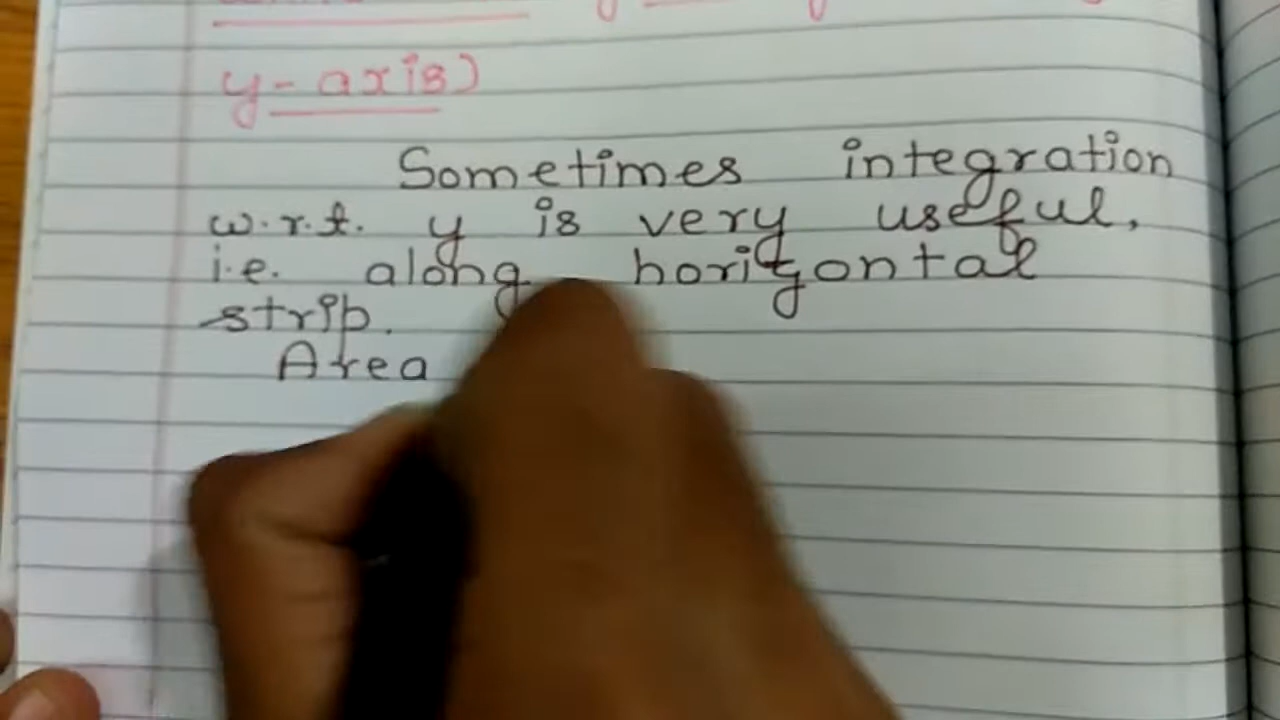 y-axis)
Sometimes integration
w.r.t. y is very useful,
i.e. along horizontal
strip.
Area